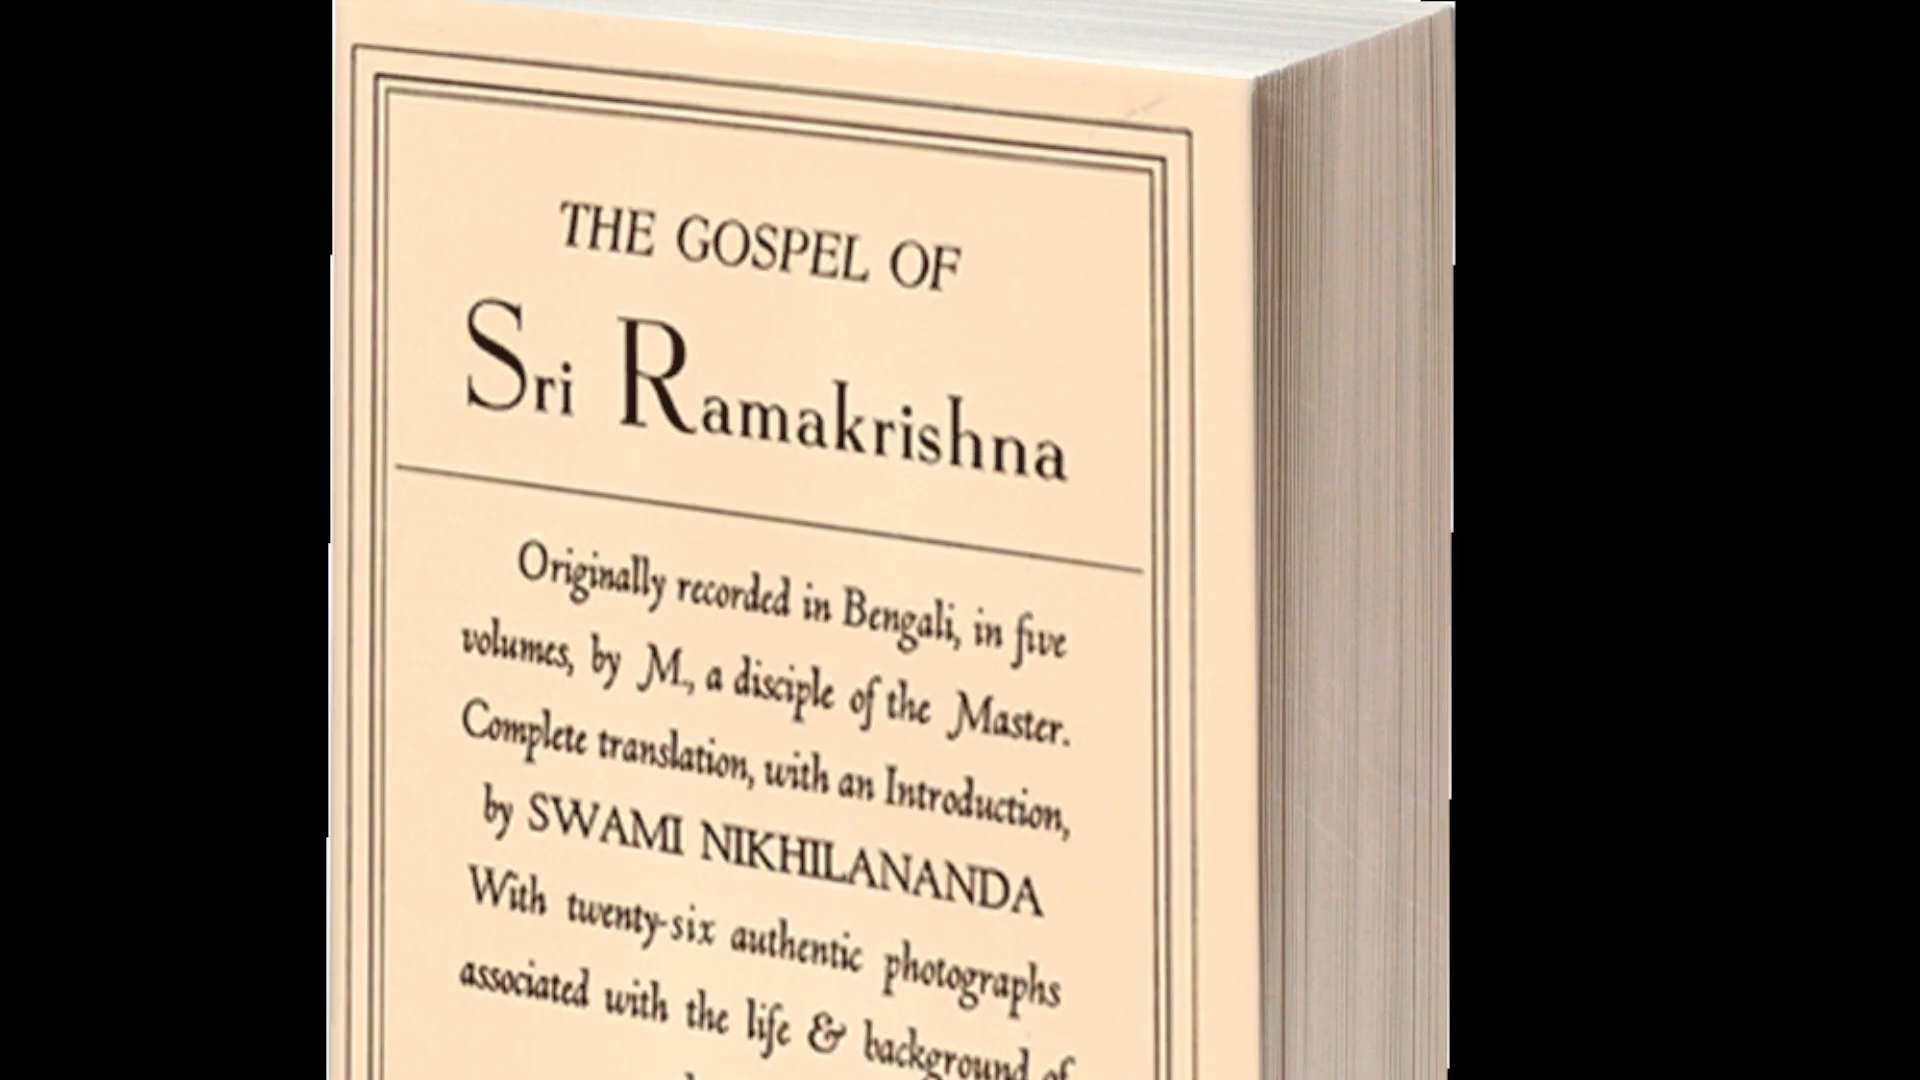 THE GOSPEL OF
Sri Ramakrishna
Originally recorded in Bengali, in five
volumes, by M., a disciple of the Master.
Complete translation, with an Introduction,
by SWAMI NIKHILANANDA
With twenty-six authentic photographs
associated with the life & background of